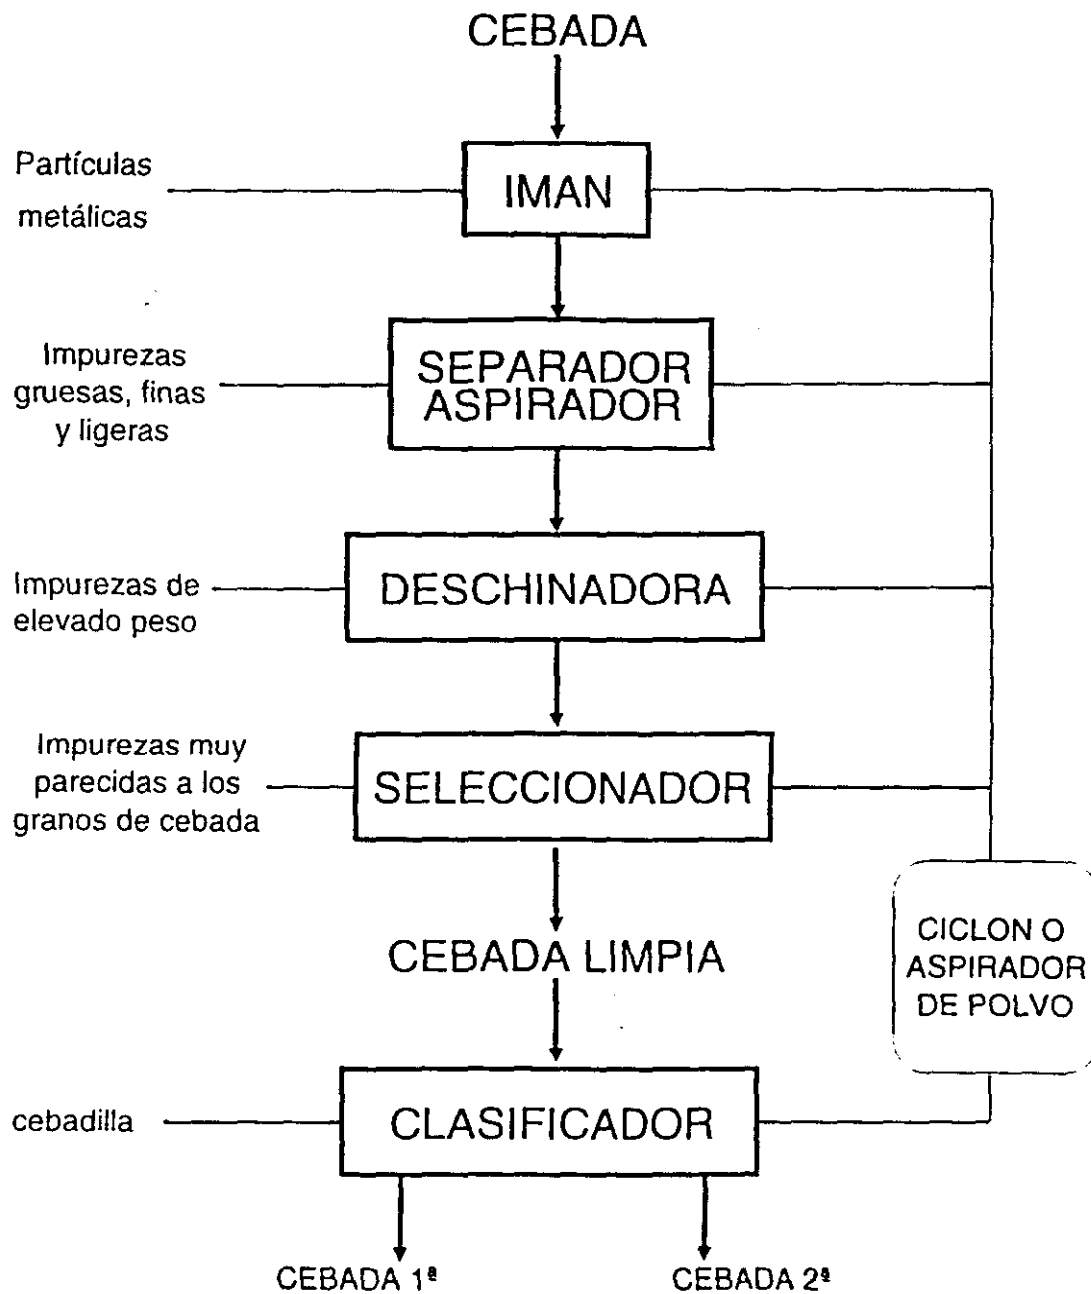 CEBADA
Partículas
metálicas
IMAN
Impurezas
gruesas, finas
y ligeras
SEPARADOR
ASPIRADOR
Impurezas de
elevado peso
DESCHINADORA
Impurezas muy
parecidas a los
granos de cebada
SELECCIONADOR
CEBADA LIMPIA
CICLON O
ASPIRADOR
DE POLVO
cebadilla
CLASIFICADOR
CEBADA 1ª
CEBADA 2ª